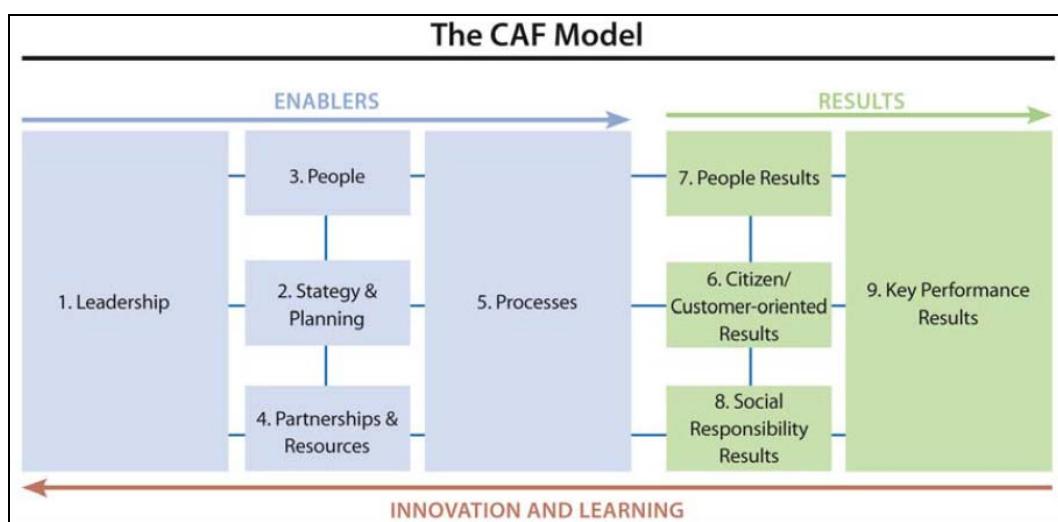 The CAF Model
ENABLERS
RESULTS
1. Leadership
3. People
2. Stategy &
Planning
4. Partnerships &
Resources
5. Processes
7. People Results
6. Citizen/
Customer-oriented
Results
8. Social
Responsibility
Results
9. Key Performance
Results
INNOVATION AND LEARNING